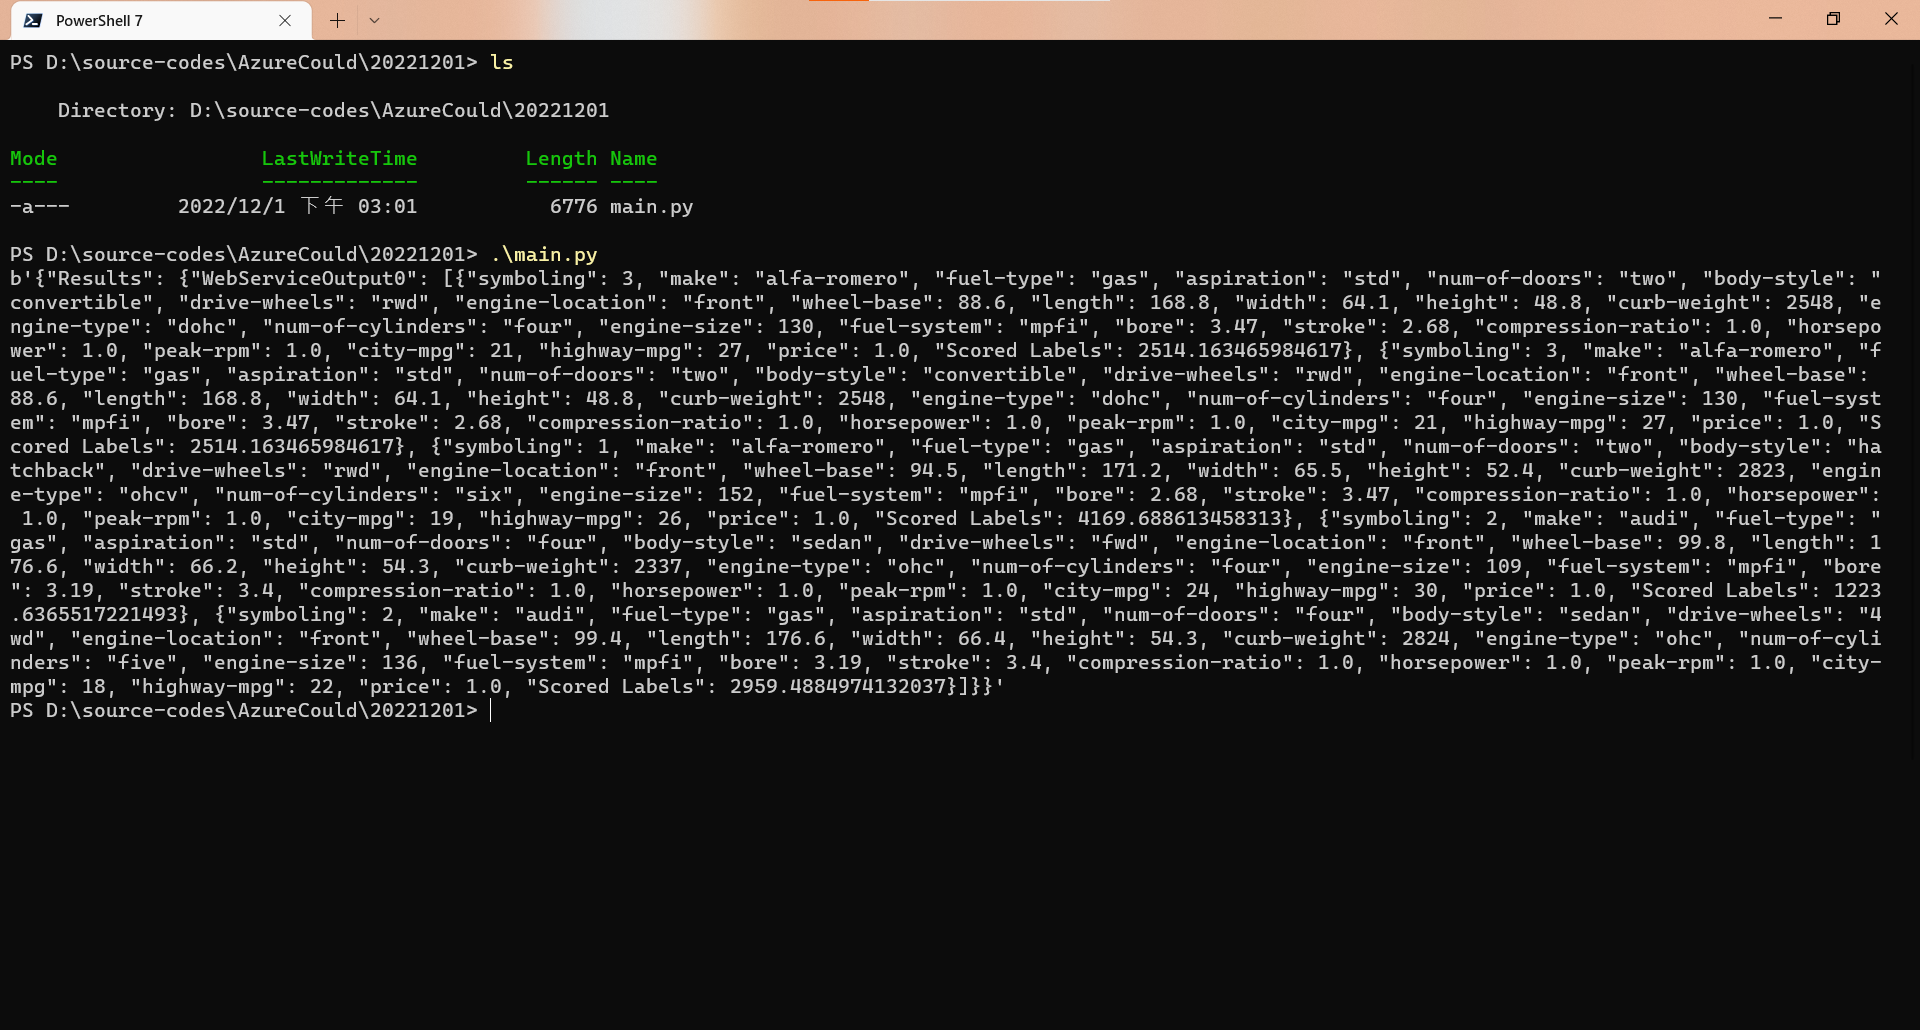 PowerShell 7
PS D:\source-codes\AzureCould\20221201> ls
Directory: D:\source-codes\AzureCould\20221201
Mode LastWriteTime Length Name
---- ------------- ------ ----
-a--- 2022/12/1 下午 03:01 6776 main.py
PS D:\source-codes\AzureCould\20221201> .\main.py
b'{"Results": {"WebServiceOutput0": [{"symboling": 3, "make": "alfa-romero", "fuel-type": "gas", "aspiration": "std", "num-of-doors": "two", "body-style": "
convertible", "drive-wheels": "rwd", "engine-location": "front", "wheel-base": 88.6, "length": 168.8, "width": 64.1, "height": 48.8, "curb-weight": 2548, "e
ngine-type": "dohc", "num-of-cylinders": "four", "engine-size": 130, "fuel-system": "mpfi", "bore": 3.47, "stroke": 2.68, "compression-ratio": 1.0, "horsepo
wer": 1.0, "peak-rpm": 1.0, "city-mpg": 21, "highway-mpg": 27, "price": 1.0, "Scored Labels": 2514.163465984617}, {"symboling": 3, "make": "alfa-romero", "f
uel-type": "gas", "aspiration": "std", "num-of-doors": "two", "body-style": "convertible", "drive-wheels": "rwd", "engine-location": "front", "wheel-base":
88.6, "length": 168.8, "width": 64.1, "height": 48.8, "curb-weight": 2548, "engine-type": "dohc", "num-of-cylinders": "four", "engine-size": 130, "fuel-syst
em": "mpfi", "bore": 3.47, "stroke": 2.68, "compression-ratio": 1.0, "horsepower": 1.0, "peak-rpm": 1.0, "city-mpg": 21, "highway-mpg": 27, "price": 1.0, "S
cored Labels": 2514.163465984617}, {"symboling": 1, "make": "alfa-romero", "fuel-type": "gas", "aspiration": "std", "num-of-doors": "two", "body-style": "ha
tchback", "drive-wheels": "rwd", "engine-location": "front", "wheel-base": 94.5, "length": 171.2, "width": 65.5, "height": 52.4, "curb-weight": 2823, "engin
e-type": "ohcv", "num-of-cylinders": "six", "engine-size": 152, "fuel-system": "mpfi", "bore": 2.68, "stroke": 3.47, "compression-ratio": 1.0, "horsepower":
1.0, "peak-rpm": 1.0, "city-mpg": 19, "highway-mpg": 26, "price": 1.0, "Scored Labels": 4169.688613458313}, {"symboling": 2, "make": "audi", "fuel-type": "
gas", "aspiration": "std", "num-of-doors": "four", "body-style": "sedan", "drive-wheels": "fwd", "engine-location": "front", "wheel-base": 99.8, "length": 1
76.6, "width": 66.2, "height": 54.3, "curb-weight": 2337, "engine-type": "ohc", "num-of-cylinders": "four", "engine-size": 109, "fuel-system": "mpfi", "bore
": 3.19, "stroke": 3.4, "compression-ratio": 1.0, "horsepower": 1.0, "peak-rpm": 1.0, "city-mpg": 24, "highway-mpg": 30, "price": 1.0, "Scored Labels": 1223
.6365517221493}, {"symboling": 2, "make": "audi", "fuel-type": "gas", "aspiration": "std", "num-of-doors": "four", "body-style": "sedan", "drive-wheels": "4
wd", "engine-location": "front", "wheel-base": 99.4, "length": 176.6, "width": 66.4, "height": 54.3, "curb-weight": 2824, "engine-type": "ohc", "num-of-cyli
nders": "five", "engine-size": 136, "fuel-system": "mpfi", "bore": 3.19, "stroke": 3.4, "compression-ratio": 1.0, "horsepower": 1.0, "peak-rpm": 1.0, "city-
mpg": 18, "highway-mpg": 22, "price": 1.0, "Scored Labels": 2959.4884974132037}]}}'
PS D:\source-codes\AzureCould\20221201>